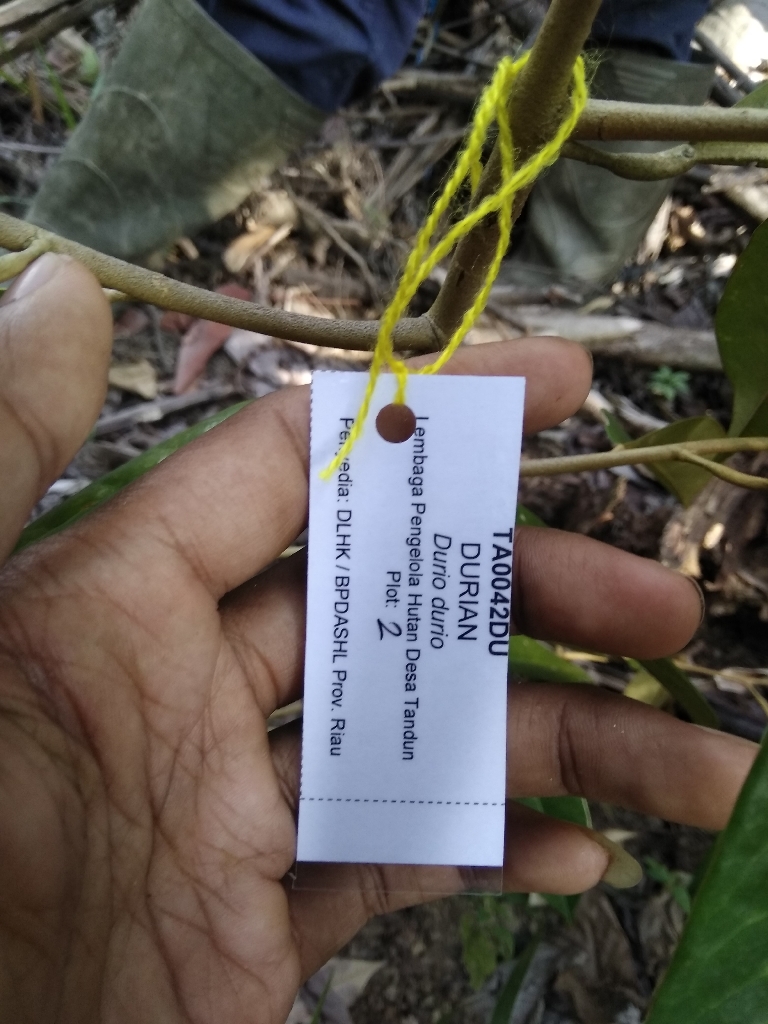 TA0042DU
DURIAN
Durio durio
Lembaga Pengelola Hutan Desa Tandun
Plot: 2
Penyedia: DLHK / BPDASHL Prov. Riau